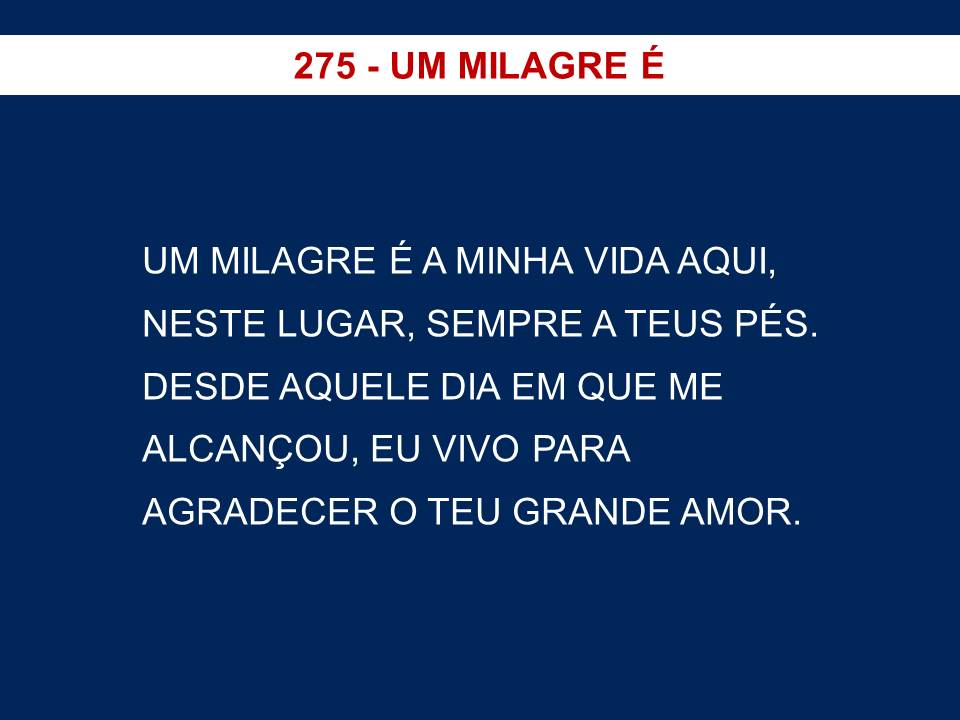 275 - UM MILAGRE É
UM MILAGRE É A MINHA VIDA AQUI,
NESTE LUGAR, SEMPRE A TEUS PÉS.
DESDE AQUELE DIA EM QUE ME
ALCANÇOU, EU VIVO PARA
AGRADECER O TEU GRANDE AMOR.